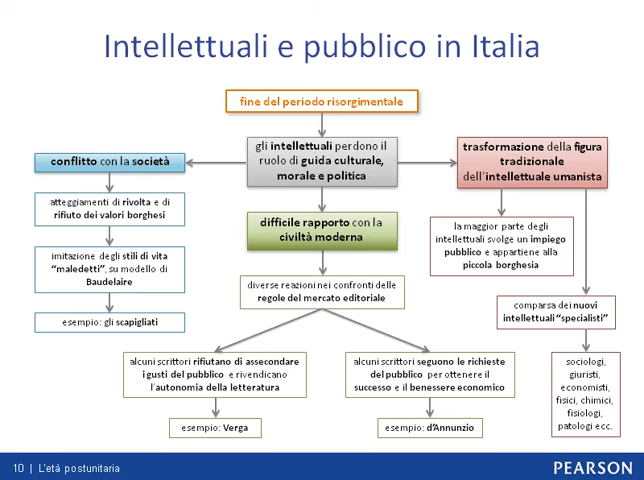 Intellettuali e pubblico in Italia
fine del periodo risorgimentale
gli intellettuali perdono il
ruolo di guida culturale,
morale e politica
conflitto con la società
atteggiamenti di rivolta e di
rifiuto dei valori borghesi
imitazione degli stili di vita
“maledetti”, su modello di
Baudelaire
esempio: gli scapigliati
difficile rapporto con la
civiltà moderna
diverse reazioni nei confronti delle
regole del mercato editoriale
alcuni scrittori rifiutano di assecondare
i gusti del pubblico e rivendicano
l’autonomia della letteratura
esempio: Verga
alcuni scrittori seguono le richieste
del pubblico per ottenere il
successo e il benessere economico
esempio: d’Annunzio
trasformazione della figura
tradizionale
dell’intellettuale umanista
la maggior parte degli
intellettuali svolge un impiego
pubblico e appartiene alla
piccola borghesia
comparsa dei nuovi
intellettuali “specialisti”
sociologi,
giuristi,
economisti,
fisici, chimici,
fisiologi,
patologi ecc.
10 | L'età postunitaria
PEARSON